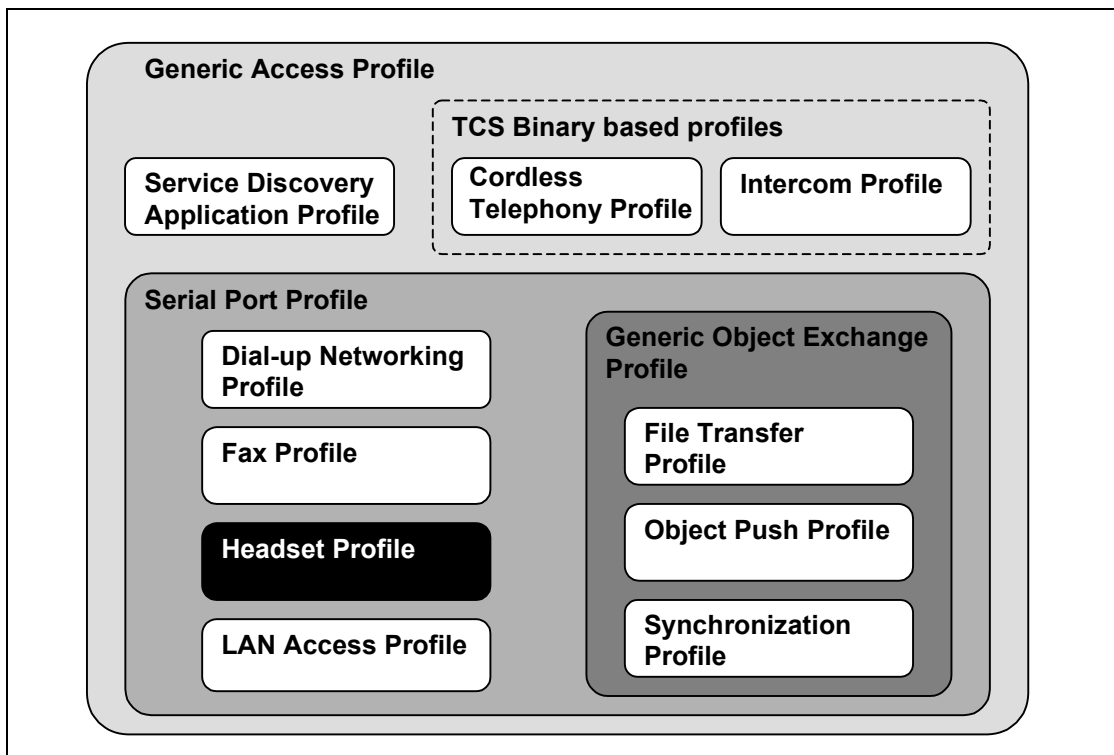 Generic Access Profile
TCS Binary based profiles
Service Discovery
Application Profile
Cordless
Telephony Profile
Intercom Profile
Serial Port Profile
Dial-up Networking
Profile
Fax Profile
Headset Profile
LAN Access Profile
Generic Object Exchange
Profile
File Transfer
Profile
Object Push Profile
Synchronization
Profile